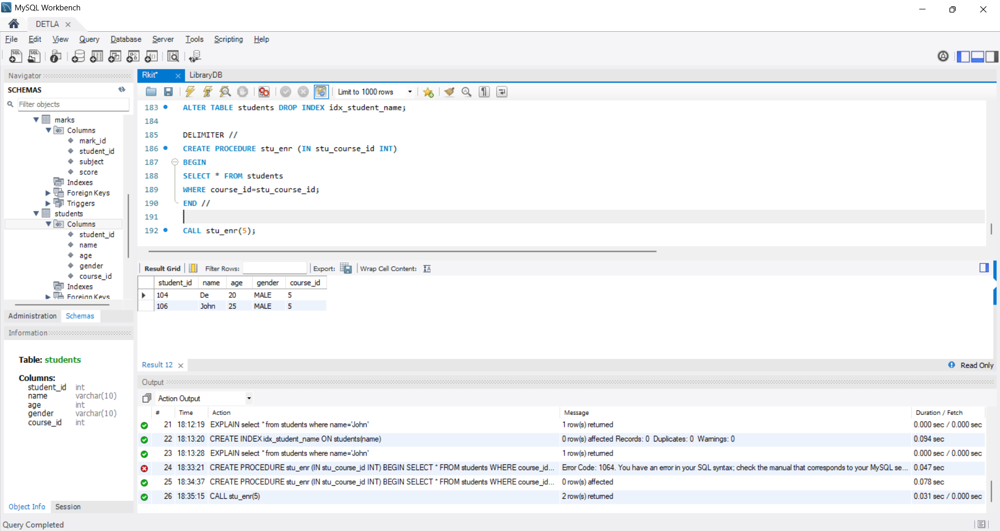 MySQL Workbench
DETLA
File Edit View Query Database Server Tools Scripting Help
Navigator
SCHEMAS
Filter objects
marks
Columns
mark_id
student_id
subject
score
Indexes
Foreign Keys
Triggers
students
Columns
student_id
name
age
gender
course_id
Indexes
Foreign Keys
Administration Schemas
Information
Table: students
Columns:
student_id int
name varchar(10)
age int
gender varchar(10)
course_id int
Object Info Session
Rkit* LibraryDB
Limit to 1000 rows
183 ALTER TABLE students DROP INDEX idx_student_name;
184
185 DELIMITER //
186 CREATE PROCEDURE stu_enr (IN stu_course_id INT)
187 BEGIN
188 SELECT * FROM students
189 WHERE course_id=stu_course_id;
190 END //
191
192 CALL stu_enr(5);
Result Grid Filter Rows: Export: Wrap Cell Content:
student_id name age gender course_id
104 De 20 MALE 5
106 John 25 MALE 5
Result 12 Read Only
Output
Action Output
# Time Action Message Duration / Fetch
21 18:12:19 EXPLAIN select * from students where name='John' 1 row(s) returned 0.000 sec / 0.000 sec
22 18:13:20 CREATE INDEX idx_student_name ON students(name) 0 row(s) affected Records: 0 Duplicates: 0 Warnings: 0 0.094 sec
23 18:13:28 EXPLAIN select * from students where name='John' 1 row(s) returned 0.000 sec / 0.000 sec
24 18:33:21 CREATE PROCEDURE stu_enr (IN stu_course_id INT) BEGIN SELECT * FROM students WHERE course_id... Error Code: 1064. You have an error in your SQL syntax; check the manual that corresponds to your MySQL se... 0.047 sec
25 18:34:37 CREATE PROCEDURE stu_enr (IN stu_course_id INT) BEGIN SELECT * FROM students WHERE course_id... 0 row(s) affected 0.078 sec
26 18:35:15 CALL stu_enr(5) 2 row(s) returned 0.031 sec / 0.000 sec
Query Completed